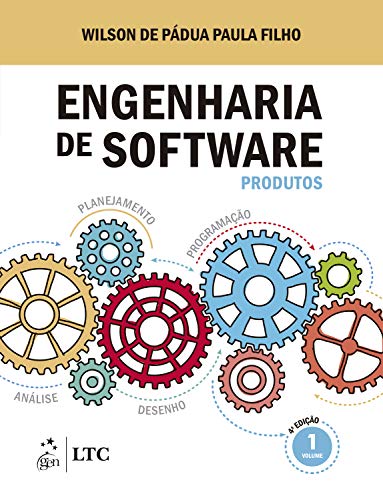 WILSON DE PÁDUA PAULA FILHO
ENGENHARIA
DE SOFTWARE
PRODUTOS
PLANEJAMENTO
PROGRAMAÇÃO
ANÁLISE
DESENHO
4ª EDIÇÃO
1
VOLUME
gen
LTC